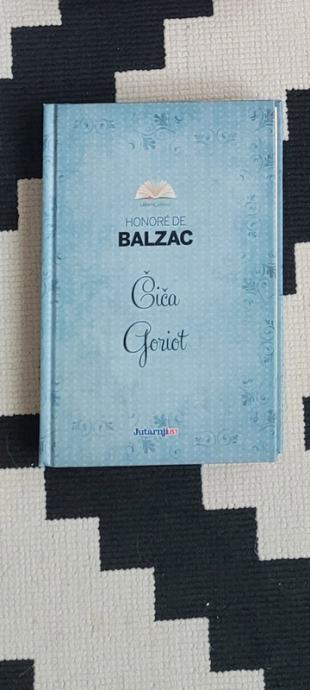 HONORÉ DE
BALZAC
Čiča
Goriot
Jutarnji